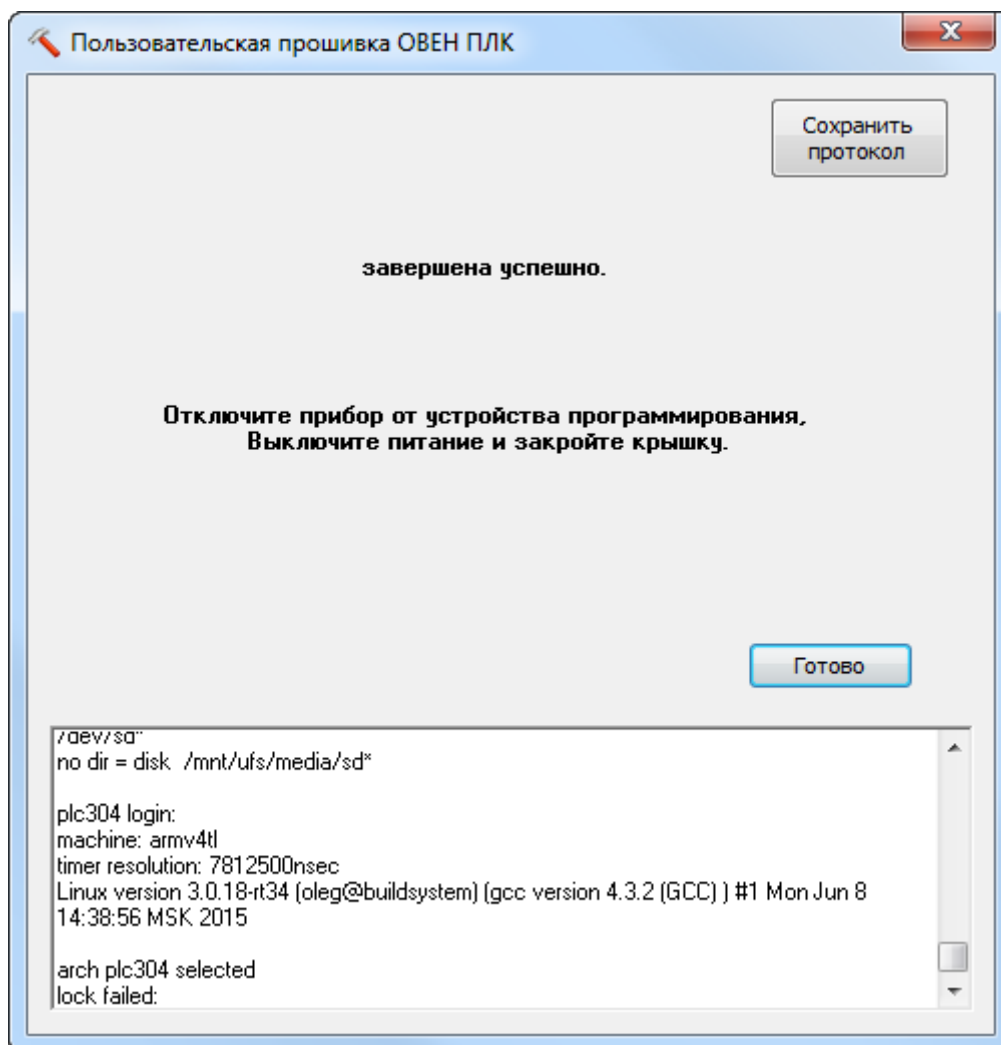 Пользовательская прошивка ОВЕН ПЛК
Сохранить
протокол
завершена успешно.
Отключите прибор от устройства программирования,
Выключите питание и закройте крышку.
Готово
/dev/sd*
no dir = disk /mnt/ufs/media/sd*
plc304 login:
machine: armv4tl
timer resolution: 7812500nsec
Linux version 3.0.18-rt34 (oleg@buildsystem) (gcc version 4.3.2 (GCC) ) #1 Mon Jun 8
14:38:56 MSK 2015
arch plc304 selected
lock failed: